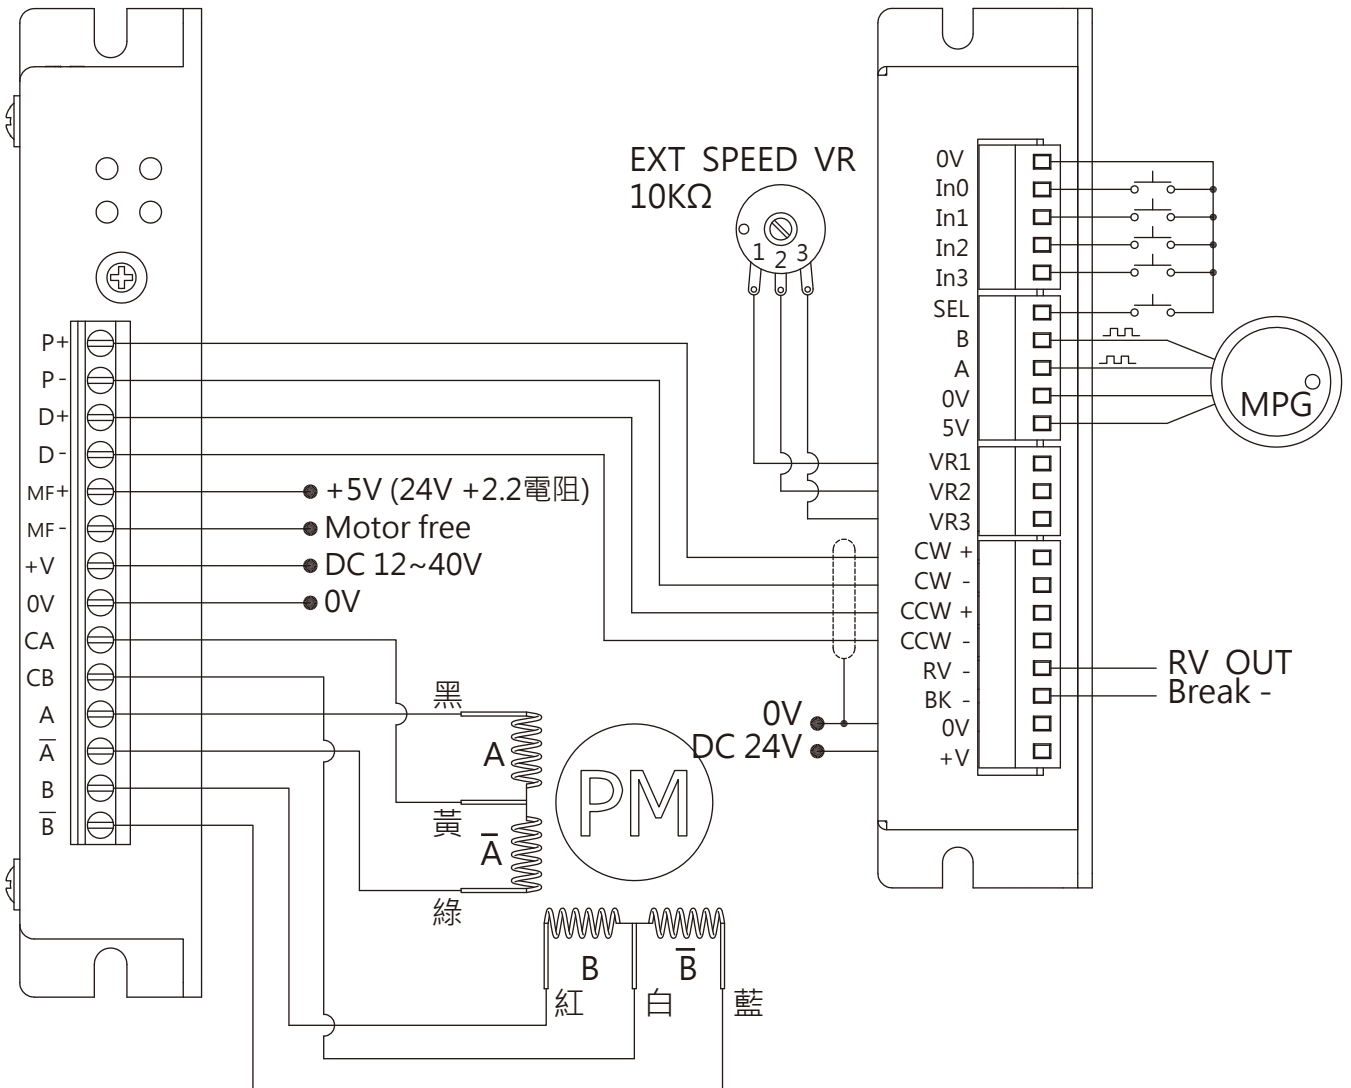 EXT SPEED VR
10KΩ
1 2 3
P+
P-
D+
D-
MF+
MF-
+V
0V
CA
CB
A
A̅
B
B̅
+5V (24V +2.2電阻)
Motor free
DC 12~40V
0V
黑
A
黃
A̅
綠
PM
B
B̅
紅
白
藍
0V
DC 24V
0V
In0
In1
In2
In3
SEL
B
A
0V
5V
VR1
VR2
VR3
CW +
CW -
CCW +
CCW -
RV -
BK -
0V
+V
MPG
RV OUT
Break -